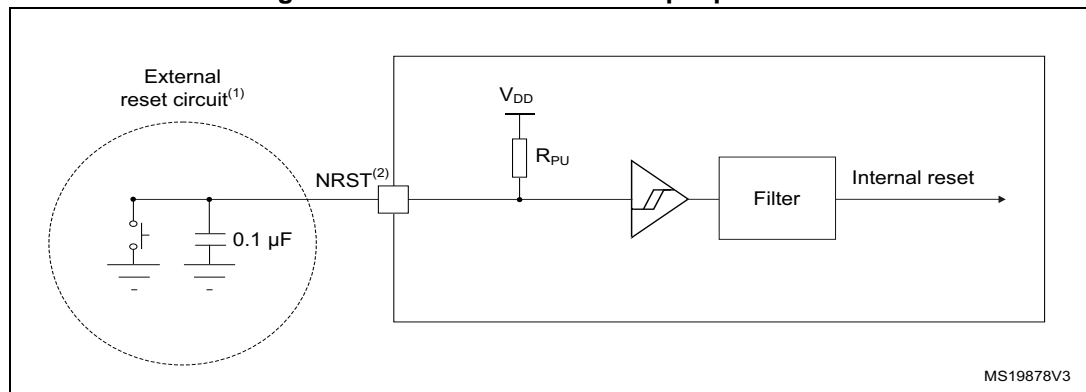 External
reset circuit(1)
VDD
RPU
NRST(2)
Filter
Internal reset
0.1 µF
MS19878V3